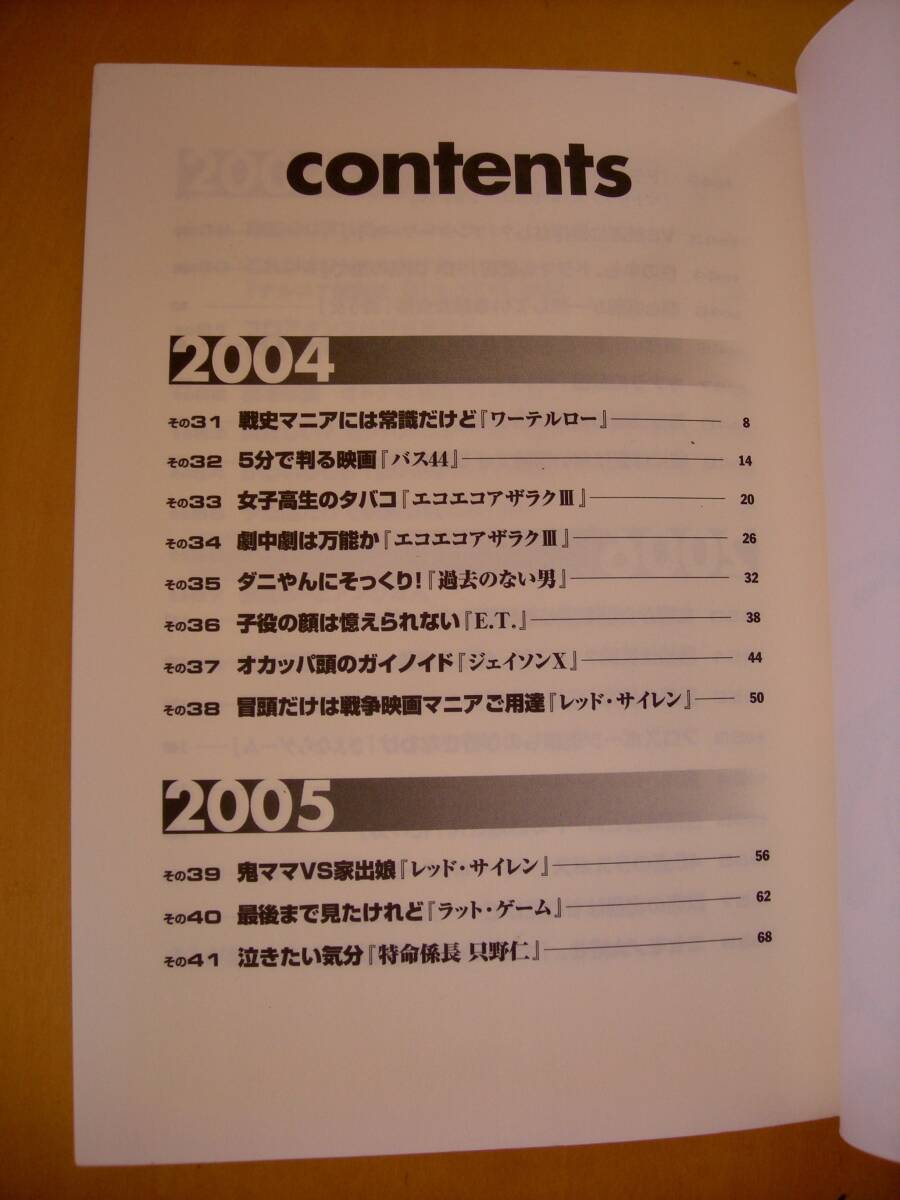 contents
2004
その31 戦史マニアには常識だけど『ワーテルロー』 8
その32 5分で判る映画『バス44』 14
その33 女子高生のタバコ『エコエコアザラクⅢ』 20
その34 劇中劇は万能か『エコエコアザラクⅢ』 26
その35 ダニやんにそっくり!『過去のない男』 32
その36 子役の顔は憶えられない『E.T.』 38
その37 オカッパ頭のガイノイド『ジェイソンX』 44
その38 冒頭だけは戦争映画マニアご用達『レッド・サイレン』 50
2005
その39 鬼ママVS家出娘『レッド・サイレン』 56
その40 最後まで見たけれど『ラット・ゲーム』 62
その41 泣きたい気分『特命係長 只野仁』 68